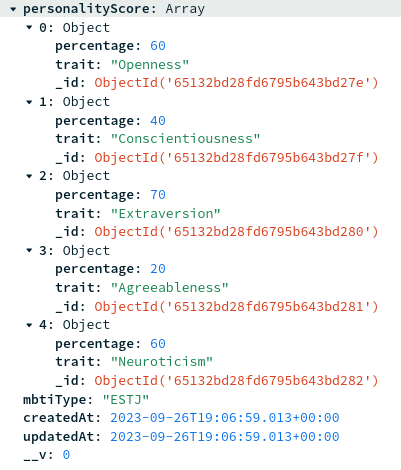 personalityScore: Array
0: Object
percentage: 60
trait: "Openness"
_id: ObjectId('65132bd28fd6795b643bd27e')
1: Object
percentage: 40
trait: "Conscientiousness"
_id: ObjectId('65132bd28fd6795b643bd27f')
2: Object
percentage: 70
trait: "Extraversion"
_id: ObjectId('65132bd28fd6795b643bd280')
3: Object
percentage: 20
trait: "Agreeableness"
_id: ObjectId('65132bd28fd6795b643bd281')
4: Object
percentage: 60
trait: "Neuroticism"
_id: ObjectId('65132bd28fd6795b643bd282')
mbtiType: "ESTJ"
createdAt: 2023-09-26T19:06:59.013+00:00
updatedAt: 2023-09-26T19:06:59.013+00:00
__v: 0